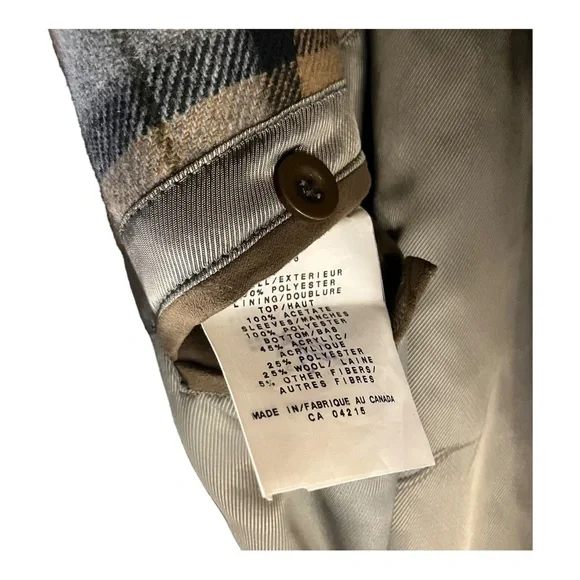 EXTERIEUR
POLYESTER
LINING/DOUBLURE
TOP/HAUT
100% ACETATE
SLEEVES/MANCHES
100% POLYESTER
BOTTOM/BAS
45% ACRYLIC/
ACRYLIQUE
25% POLYESTER
25% WOOL/ LAINE
5% OTHER FIBERS/
AUTRES FIBRES
MADE IN/FABRIQUE AU CANADA
CA 04215